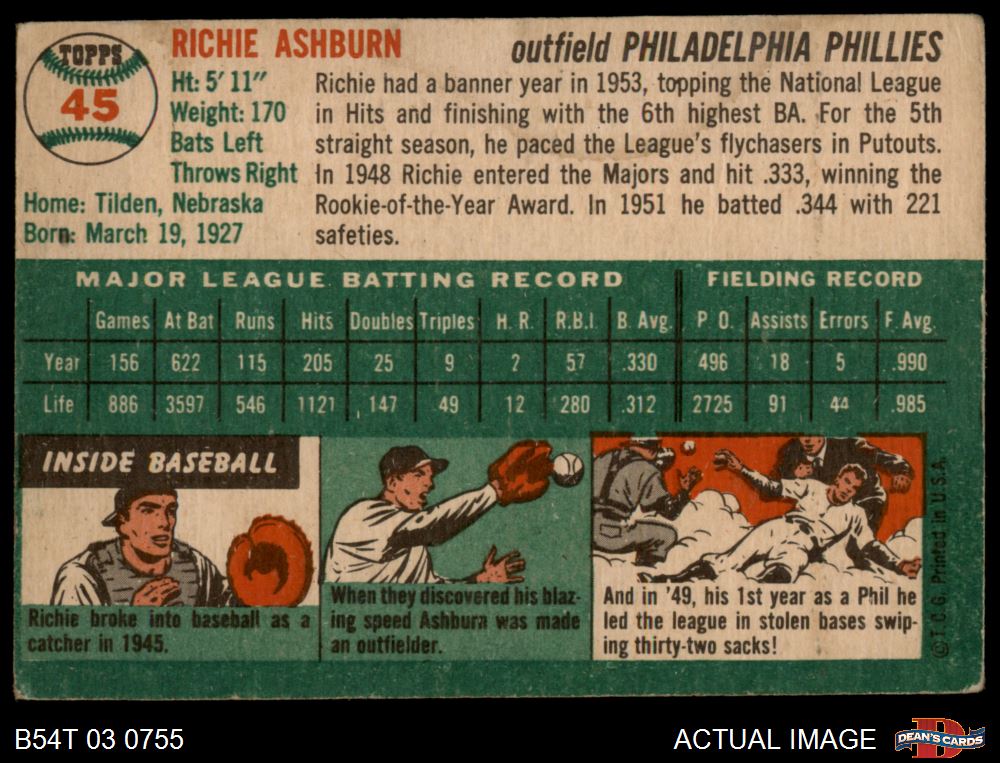 TOPPS
45
RICHIE ASHBURN
outfield PHILADELPHIA PHILLIES
Ht: 5' 11"
Weight: 170
Bats Left
Throws Right
Home: Tilden, Nebraska
Born: March 19, 1927
Richie had a banner year in 1953, topping the National League
in Hits and finishing with the 6th highest BA. For the 5th
straight season, he paced the League's flychasers in Putouts.
In 1948 Richie entered the Majors and hit .333, winning the
Rookie-of-the-Year Award. In 1951 he batted .344 with 221
safeties.
MAJOR LEAGUE BATTING RECORD FIELDING RECORD
Games At Bat Runs Hits Doubles Triples H. R. R.B.I. B. Avg. P. O. Assists Errors F. Avg.
Year 156 622 115 205 25 9 2 57 .330 496 18 5 .990
Life 886 3597 546 1121 147 49 12 280 .312 2725 91 44 .985
INSIDE BASEBALL
Richie broke into baseball as a
catcher in 1945.
When they discovered his blaz-
ing speed Ashburn was made
an outfielder.
And in '49, his 1st year as a Phil he
led the league in stolen bases swip-
ing thirty-two sacks!
© T. C. G. Printed in U.S.A.
B54T 03 0755
ACTUAL IMAGE
DEAN'S CARDS